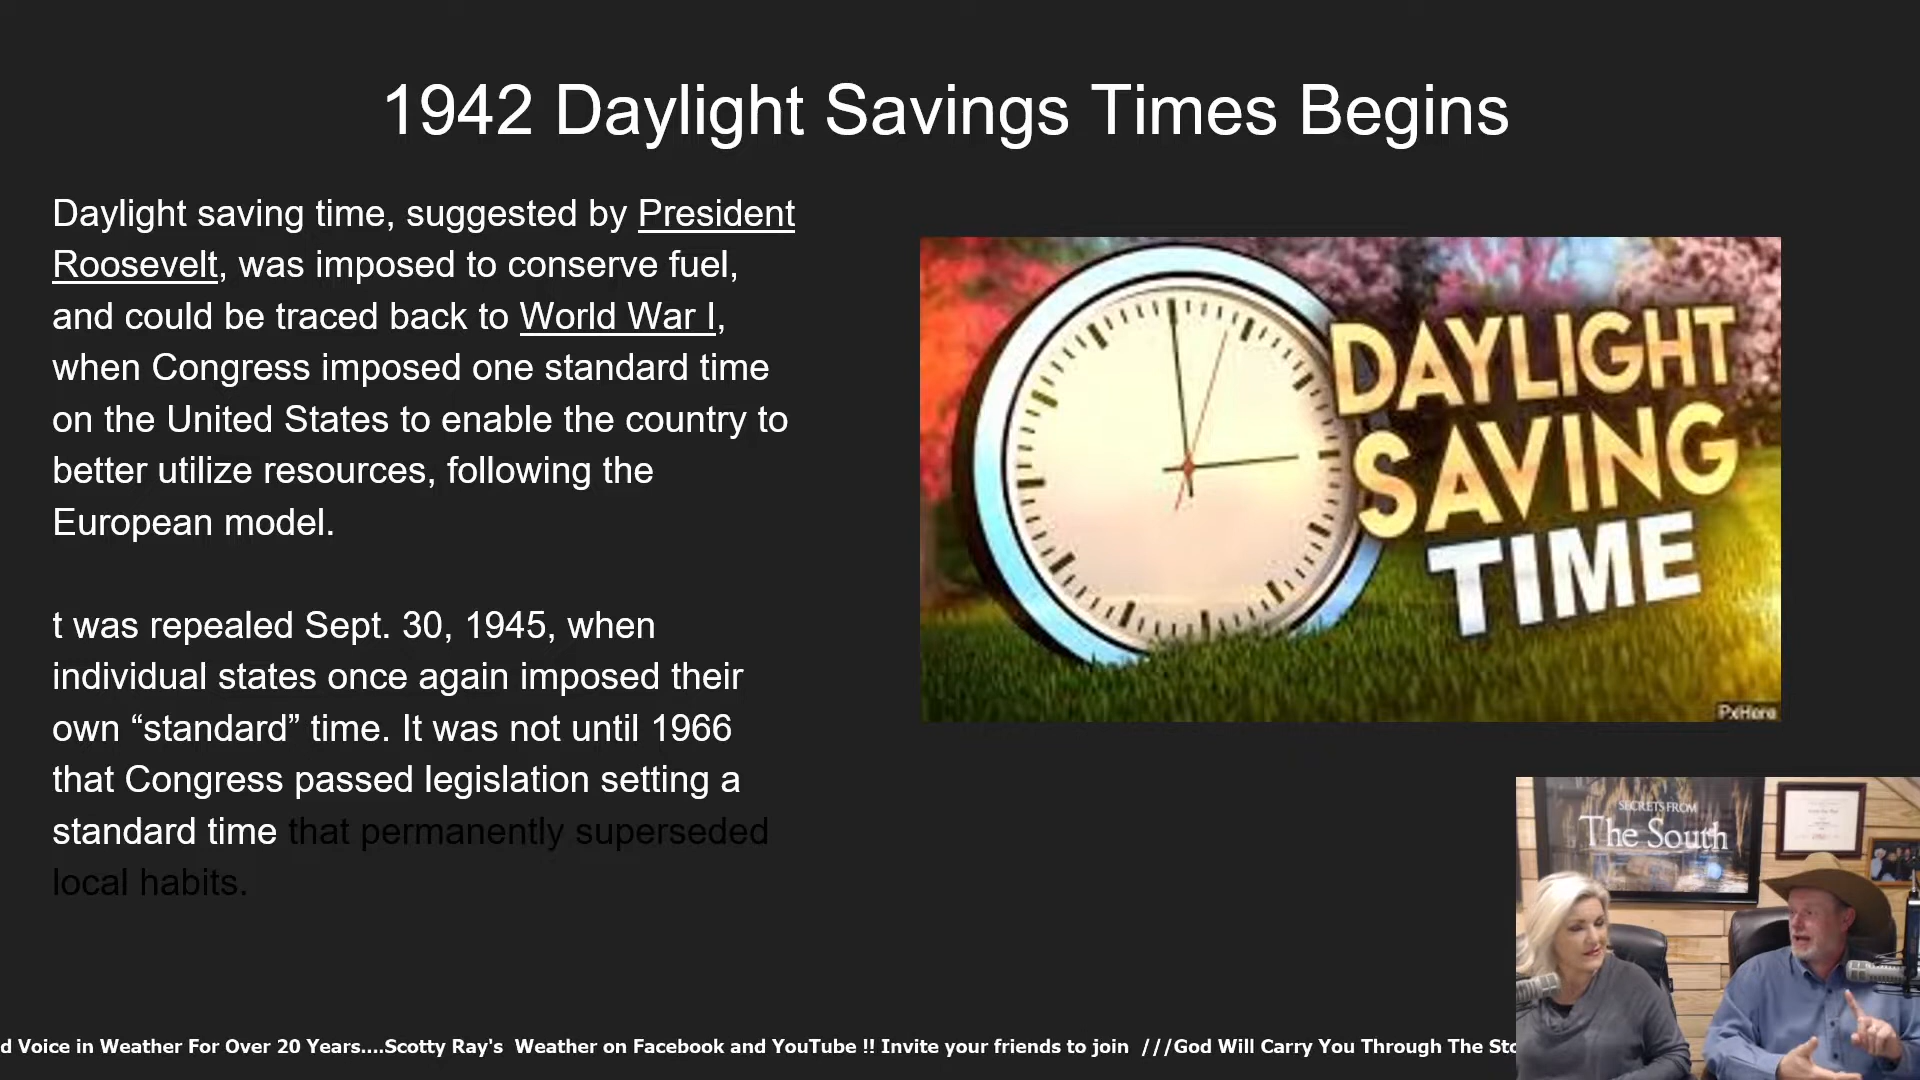 1942 Daylight Savings Times Begins
Daylight saving time, suggested by President
Roosevelt, was imposed to conserve fuel,
and could be traced back to World War I,
when Congress imposed one standard time
on the United States to enable the country to
better utilize resources, following the
European model.
t was repealed Sept. 30, 1945, when
individual states once again imposed their
own “standard” time. It was not until 1966
that Congress passed legislation setting a
standard time that permanently superseded
local habits.
DAYLIGHT
SAVING
TIME
PxHere
SECRETS FROM
The South
d Voice in Weather For Over 20 Years....Scotty Ray's Weather on Facebook and YouTube !! Invite your friends to join ///God Will Carry You Through The Sto